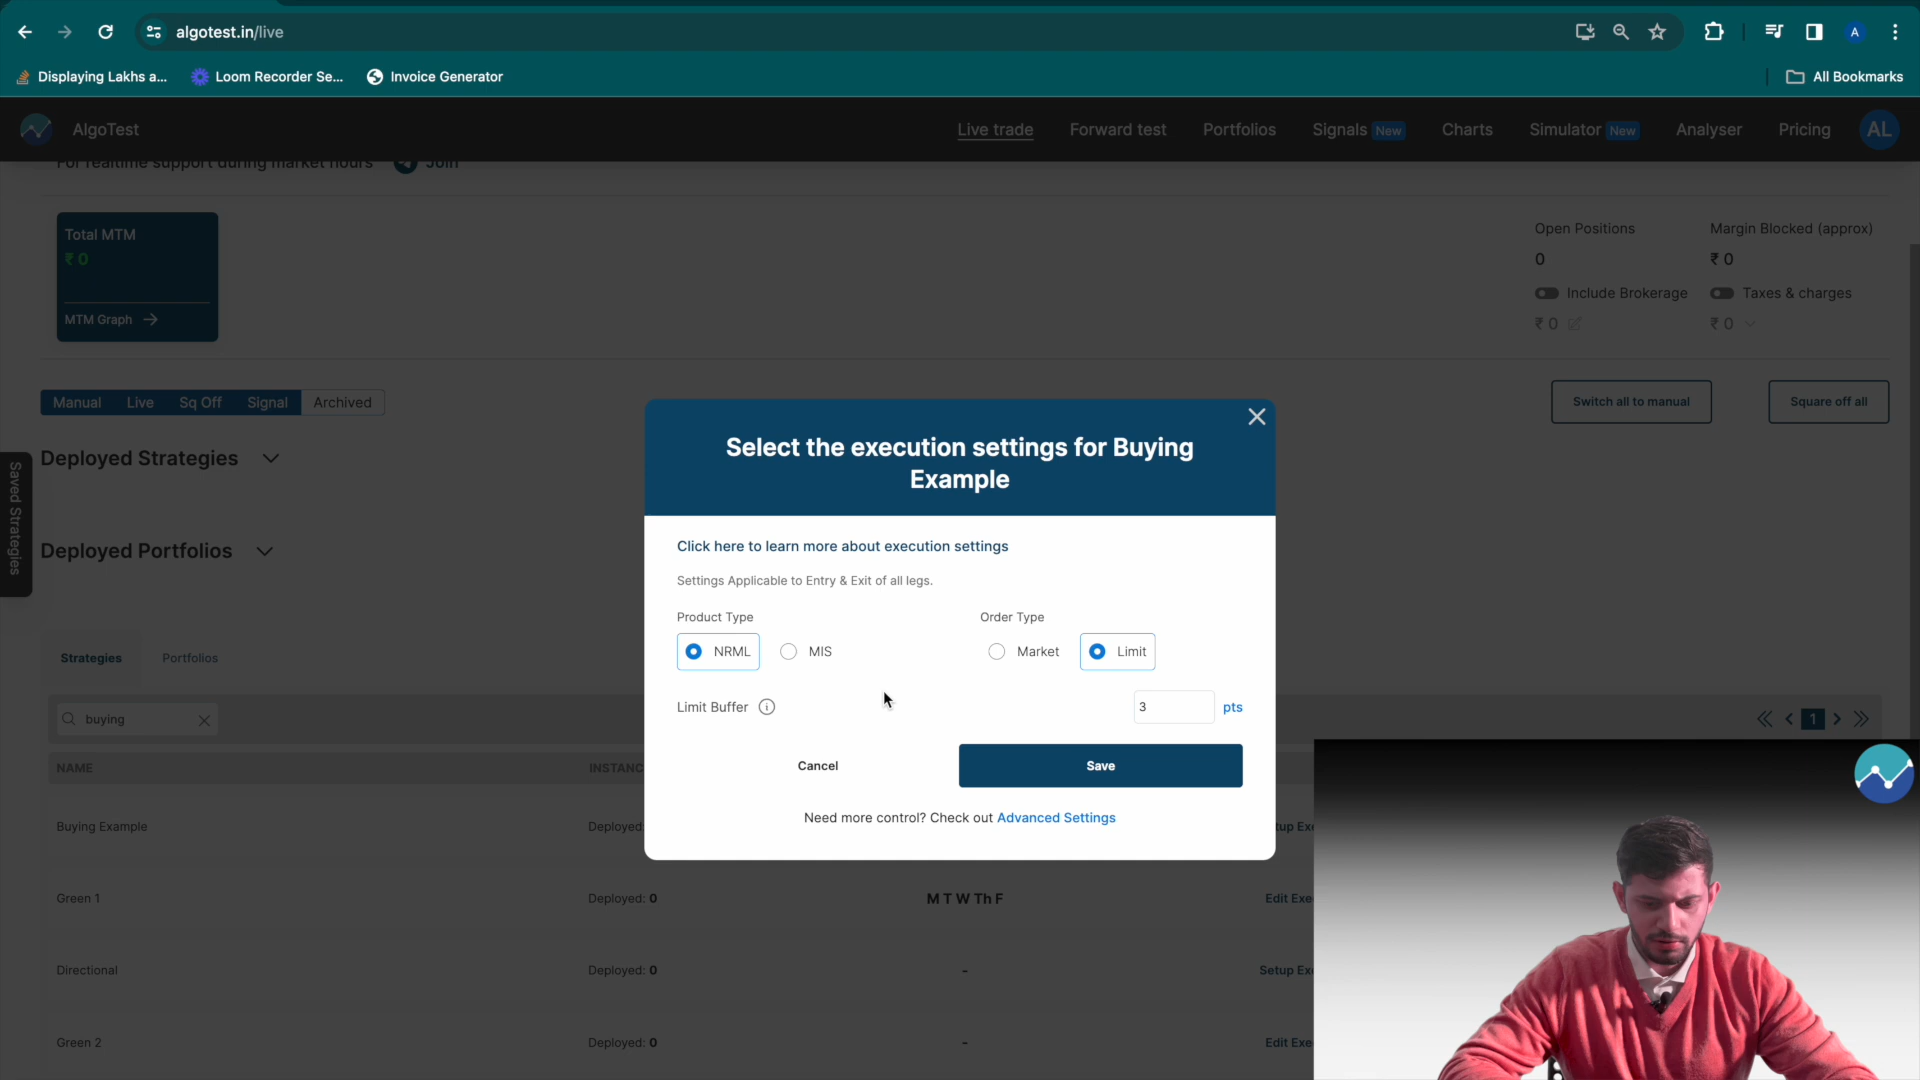 algotest.in/live
Displaying Lakhs a...
Loom Recorder Se...
Invoice Generator
All Bookmarks
A
AlgoTest
Live trade
Forward test
Portfolios
Signals New
Charts
Simulator New
Analyser
Pricing
AL
For realtime support during market hours
Join
Total MTM
₹ 0
MTM Graph
Open Positions
0
Include Brokerage
₹ 0
Margin Blocked (approx)
₹ 0
Taxes & charges
₹ 0
Manual
Live
Sq Off
Signal
Archived
Switch all to manual
Square off all
Deployed Strategies
Saved Strategies
Deployed Portfolios
Select the execution settings for Buying
Example
Click here to learn more about execution settings
Settings Applicable to Entry & Exit of all legs.
Product Type
NRML
MIS
Order Type
Market
Limit
Limit Buffer
3
pts
Cancel
Save
Need more control? Check out Advanced Settings
Strategies
Portfolios
buying
1
NAME
INSTANC
Buying Example
Deployed:
tup Exe
Green 1
Deployed: 0
M T W Th F
Edit Exe
Directional
Deployed: 0
-
Setup Exe
Green 2
Deployed: 0
-
Edit Exe